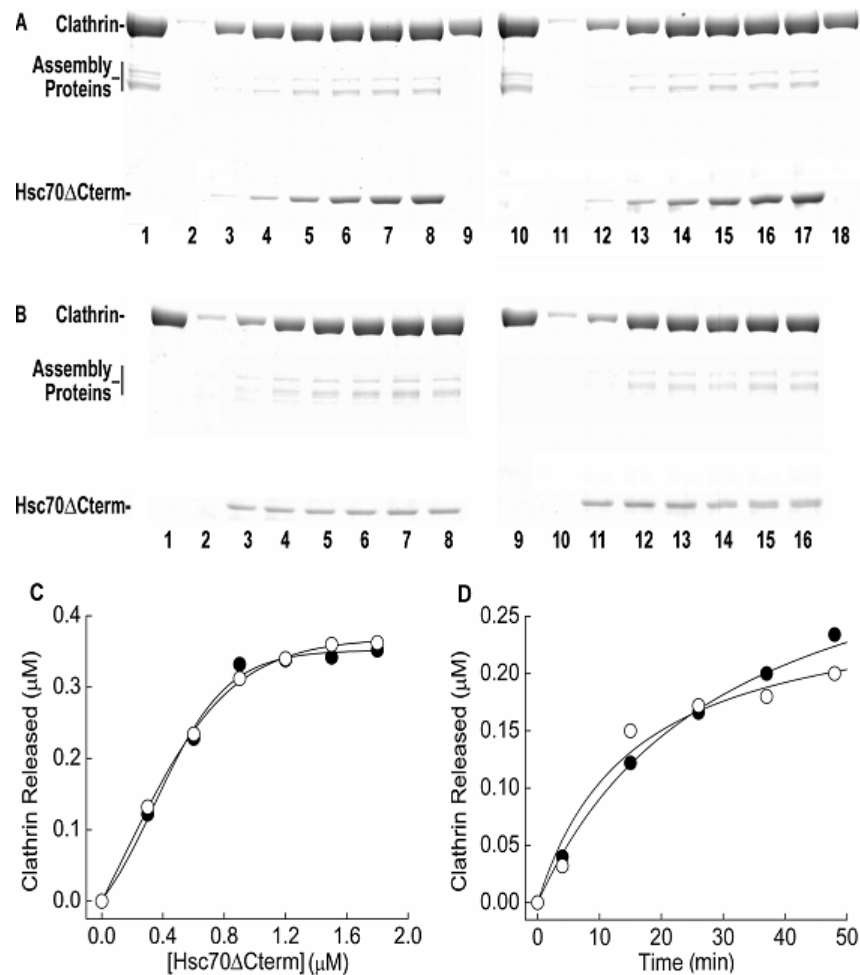 A
Clathrin-
Assembly
Proteins
Hsc70ΔCterm-
1 2 3 4 5 6 7 8 9 10 11 12 13 14 15 16 17 18
B
Clathrin-
Assembly
Proteins
Hsc70ΔCterm-
1 2 3 4 5 6 7 8 9 10 11 12 13 14 15 16
C
Clathrin Released (μM)
0.4
0.3
0.2
0.1
0.0
0.0 0.4 0.8 1.2 1.6 2.0
[Hsc70ΔCterm] (μM)
D
Clathrin Released (μM)
0.25
0.20
0.15
0.10
0.05
0.00
0 10 20 30 40 50
Time (min)